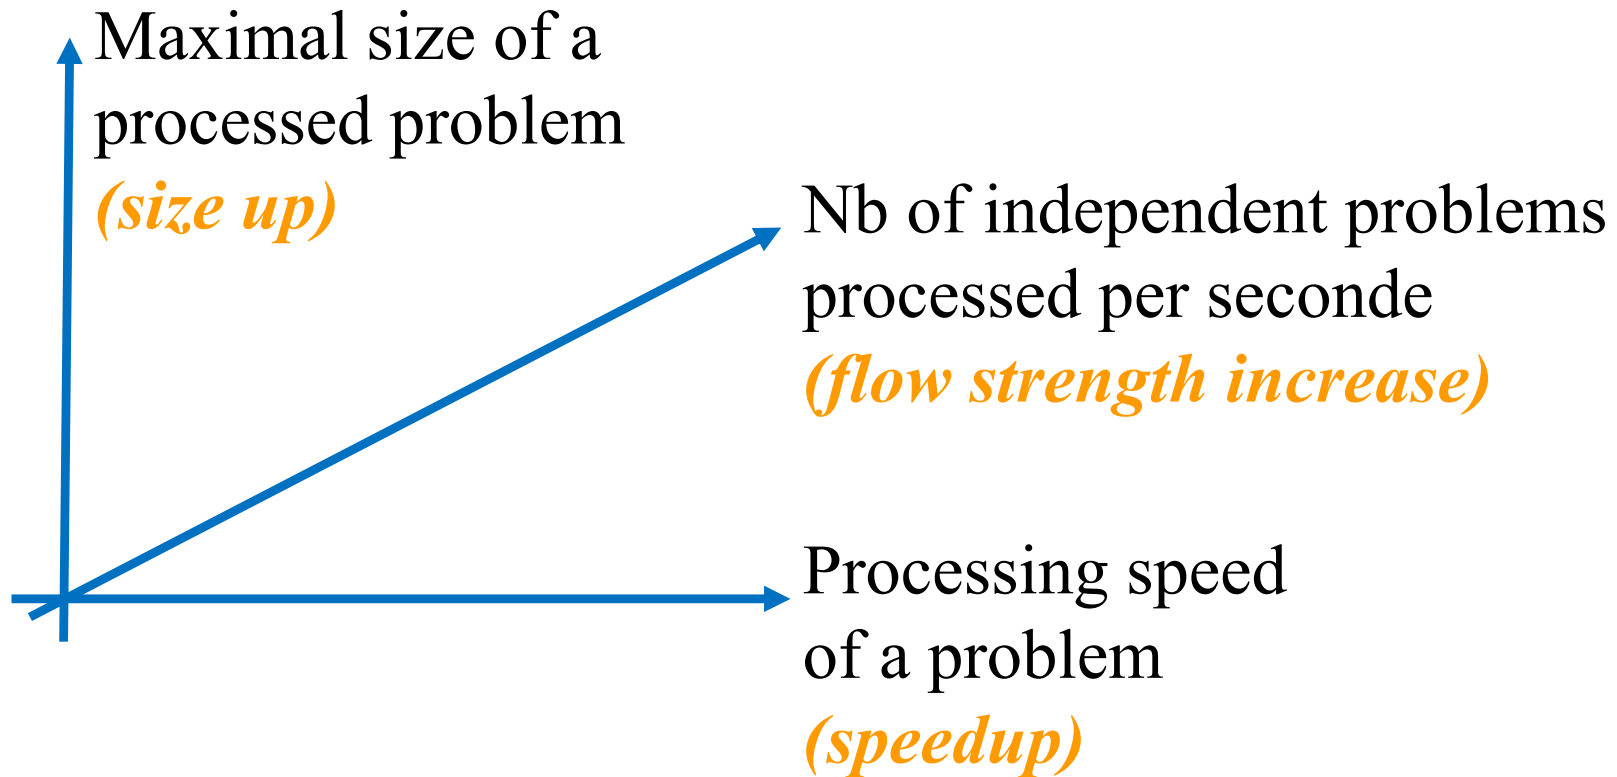 Maximal size of a
processed problem
(size up)
Nb of independent problems
processed per seconde
(flow strength increase)
Processing speed
of a problem
(speedup)